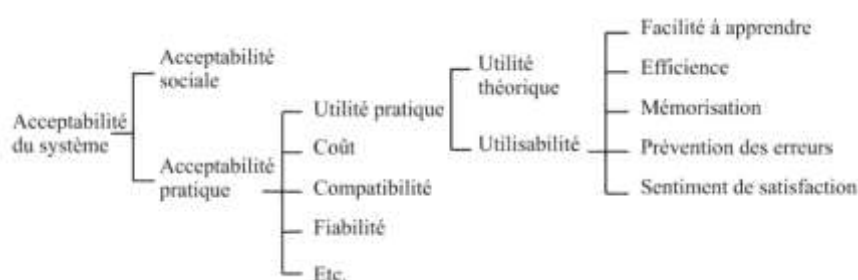 Acceptabilité
du système
Acceptabilité
sociale
Acceptabilité
pratique
Utilité pratique
Coût
Compatibilité
Fiabilité
Etc.
Utilité
théorique
Utilisabilité
Facilité à apprendre
Efficience
Mémorisation
Prévention des erreurs
Sentiment de satisfaction